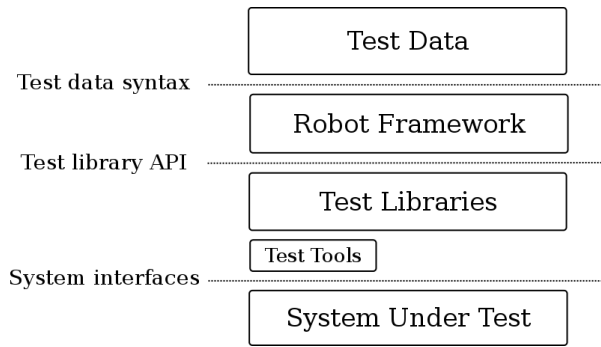 Test Data
Test data syntax
Robot Framework
Test library API
Test Libraries
Test Tools
System interfaces
System Under Test